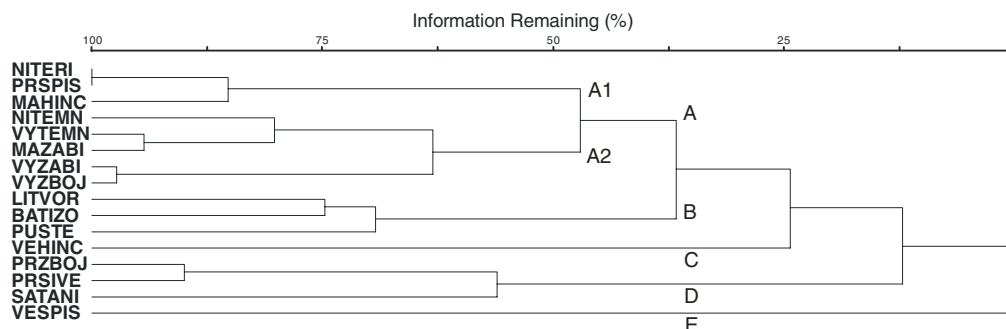 Information Remaining (%)
100 75 50 25
NITERI
PRSPIS
A1
MAHINC
A
NITEMN
VYTEMN
MAZABI
A2
VYZABI
VYZBOJ
LITVOR
BATIZO
B
PUSTE
VEHINC
C
PRZBOJ
PRSIVE
SATANI
D
VESPIS
E